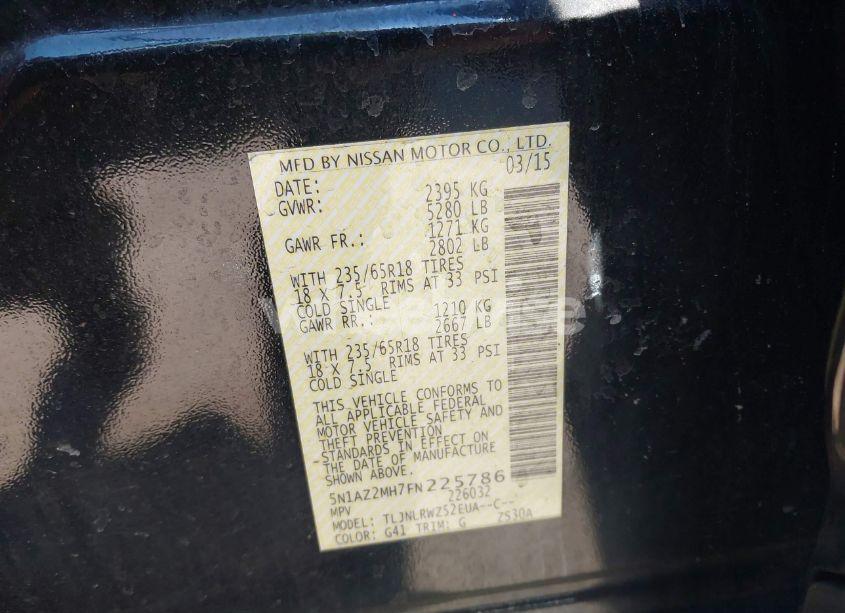 MFD BY NISSAN MOTOR CO., LTD.
DATE: 03/15
GVWR: 2395 KG
5280 LB
GAWR FR.: 1271 KG
2802 LB
WITH 235/65R18 TIRES
18 X 7.5 RIMS AT 33 PSI
COLD SINGLE
GAWR RR.: 1210 KG
2667 LB
WITH 235/65R18 TIRES
18 X 7.5 RIMS AT 33 PSI
COLD SINGLE
THIS VEHICLE CONFORMS TO
ALL APPLICABLE FEDERAL
MOTOR VEHICLE SAFETY AND
THEFT PREVENTION
STANDARDS IN EFFECT ON
THE DATE OF MANUFACTURE
SHOWN ABOVE.
5N1AZ2MH7FN225786
MPV 226032
MODEL: TLJNLRWZ52EUA--C--
COLOR: G41 TRIM: G Z530A